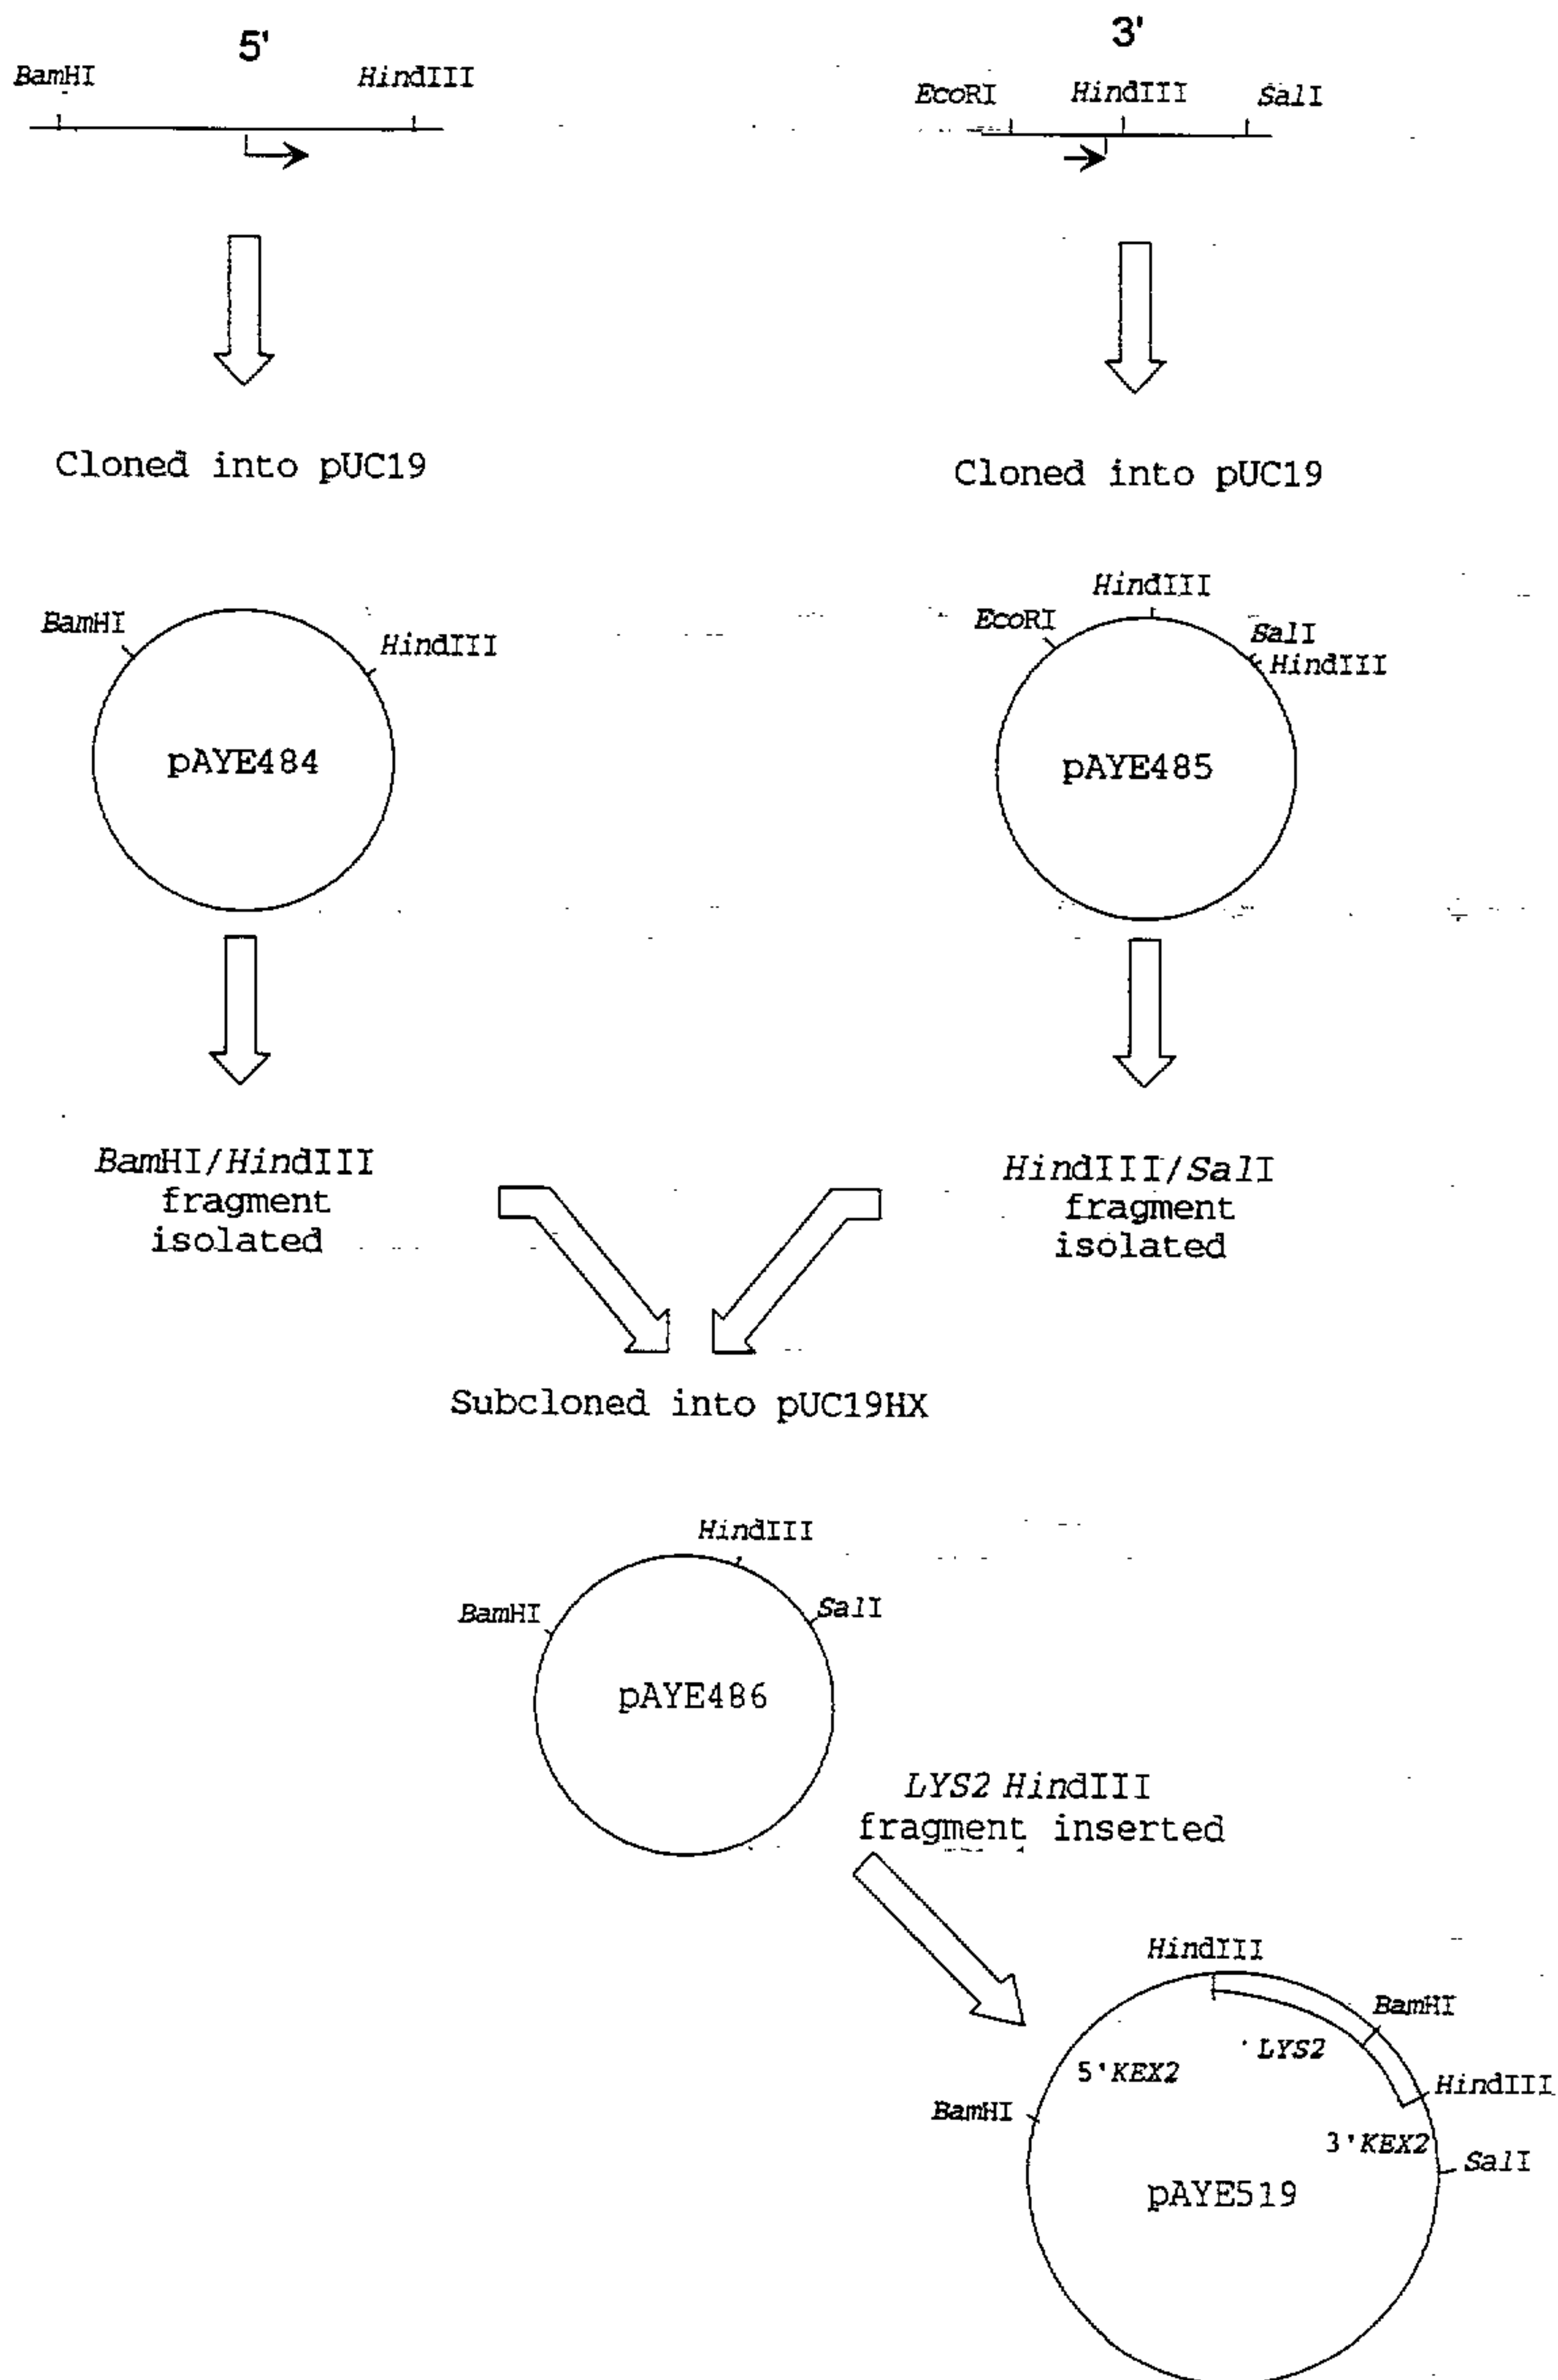 5'
3'
BamHI
HindIII
EcoRI
HindIII
SalI
Cloned into pUC19
Cloned into pUC19
BamHI
HindIII
pAYE484
HindIII
EcoRI
SalI
HindIII
pAYE485
BamHI/HindIII
fragment
isolated
HindIII/SalI
fragment
isolated
Subcloned into pUC19HX
HindIII
BamHI
SalI
pAYE486
LYS2 HindIII
fragment inserted
HindIII
BamHI
LYS2
5'KEX2
HindIII
BamHI
3'KEX2
SalI
pAYE519